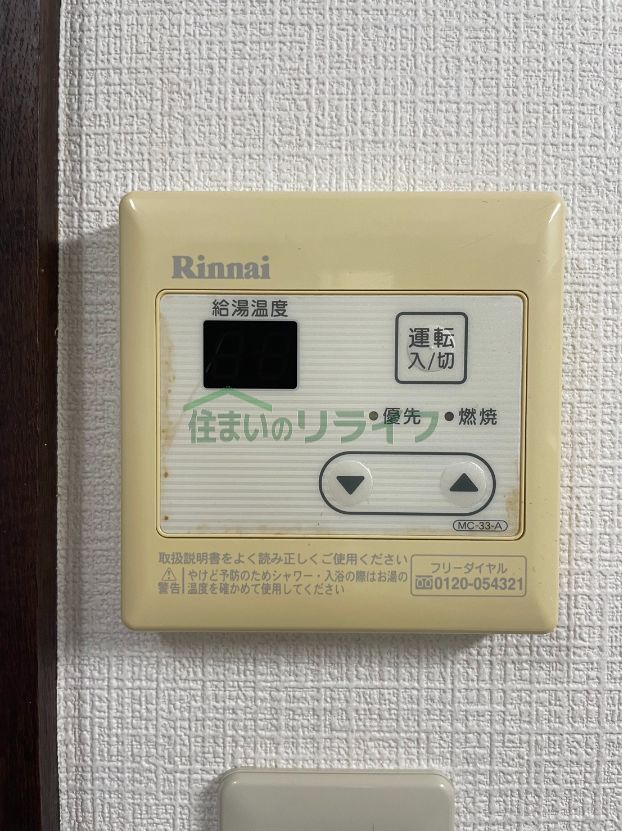 Rinnai
給湯温度
運転
入/切
優先 燃焼
住まいのリライフ
▼ ▲
MC-33-A
取扱説明書をよく読み正しくご使用ください
警告 やけど予防のためシャワー・入浴の際はお湯の
温度を確かめて使用してください
フリーダイヤル
0120-054321